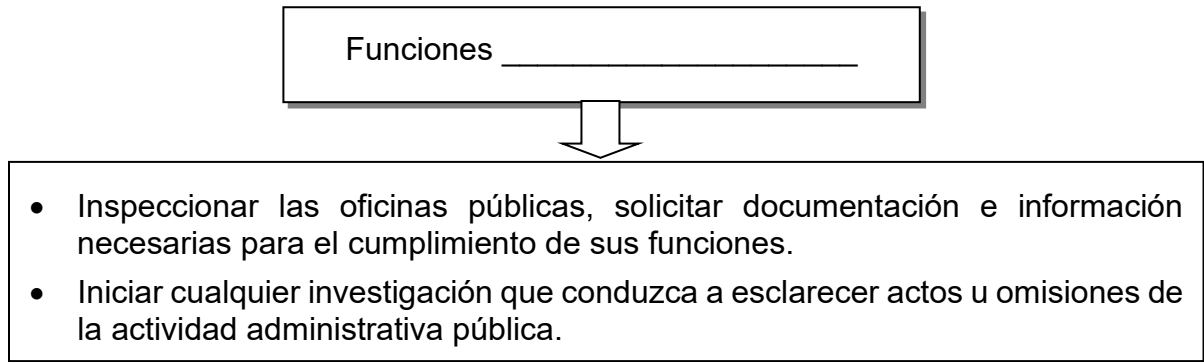 Funciones ______________________
• Inspeccionar las oficinas públicas, solicitar documentación e información
necesarias para el cumplimiento de sus funciones.
• Iniciar cualquier investigación que conduzca a esclarecer actos u omisiones de
la actividad administrativa pública.